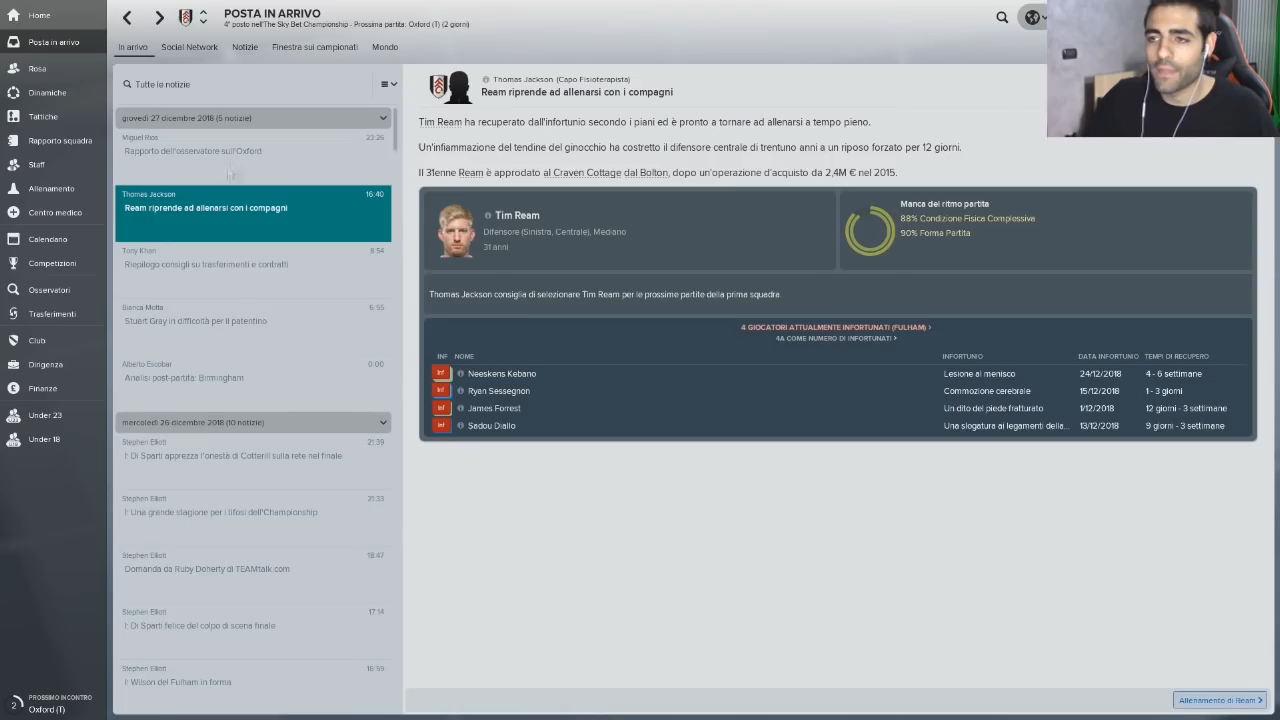 Home
Posta in arrivo
Rosa
Dinamiche
Tattiche
Rapporto squadra
Staff
Allenamento
Centro medico
Calendario
Competizioni
Osservatori
Trasferimenti
Club
Dirigenza
Finanze
Under 23
Under 18
2
PROSSIMO INCONTRO
Oxford (T)
POSTA IN ARRIVO
4° posto nell'The Sky Bet Championship - Prossima partita: Oxford (T) (2 giorni)
In arrivo
Social Network
Notizie
Finestra sui campionati
Mondo
Tutte le notizie
giovedì 27 dicembre 2018 (5 notizie)
Miguel Rios 23:26
Rapporto dell'osservatore sull'Oxford
Thomas Jackson 16:40
Ream riprende ad allenarsi con i compagni
Tony Khan 8:54
Riepilogo consigli su trasferimenti e contratti
Bianca Motta 6:55
Stuart Gray in difficoltà per il patentino
Alberto Escobar 0:00
Analisi post-partita: Birmingham
mercoledì 26 dicembre 2018 (10 notizie)
Stephen Elliott 21:39
I: Di Sparti apprezza l'onestà di Cotterill sulla rete nel finale
Stephen Elliott 21:33
I: Una grande stagione per i tifosi dell'Championship
Stephen Elliott 18:47
Domanda da Ruby Doherty di TEAMtalk.com
Stephen Elliott 17:14
I: Di Sparti felice del colpo di scena finale
Stephen Elliott 16:59
I: Wilson del Fulham in forma
Thomas Jackson (Capo Fisioterapista)
Ream riprende ad allenarsi con i compagni
Tim Ream ha recuperato dall'infortunio secondo i piani ed è pronto a tornare ad allenarsi a tempo pieno.
Un'infiammazione del tendine del ginocchio ha costretto il difensore centrale di trentuno anni a un riposo forzato per 12 giorni.
Il 31enne Ream è approdato al Craven Cottage dal Bolton, dopo un'operazione d'acquisto da 2,4M € nel 2015.
Tim Ream
Difensore (Sinistra, Centrale), Mediano
31 anni
Manca del ritmo partita
88% Condizione Fisica Complessiva
90% Forma Partita
Thomas Jackson consiglia di selezionare Tim Ream per le prossime partite della prima squadra.
4 GIOCATORI ATTUALMENTE INFORTUNATI (FULHAM) >
4A COME NUMERO DI INFORTUNATI >
INF NOME INFORTUNIO DATA INFORTUNIO TEMPI DI RECUPERO
Inf Neeskens Kebano Lesione al menisco 24/12/2018 4 - 6 settimane
Inf Ryan Sessegnon Commozione cerebrale 15/12/2018 1 - 3 giorni
Inf James Forrest Un dito del piede fratturato 1/12/2018 12 giorni - 3 settimane
Inf Sadou Diallo Una slogatura ai legamenti della... 13/12/2018 9 giorni - 3 settimane
Allenamento di Ream >